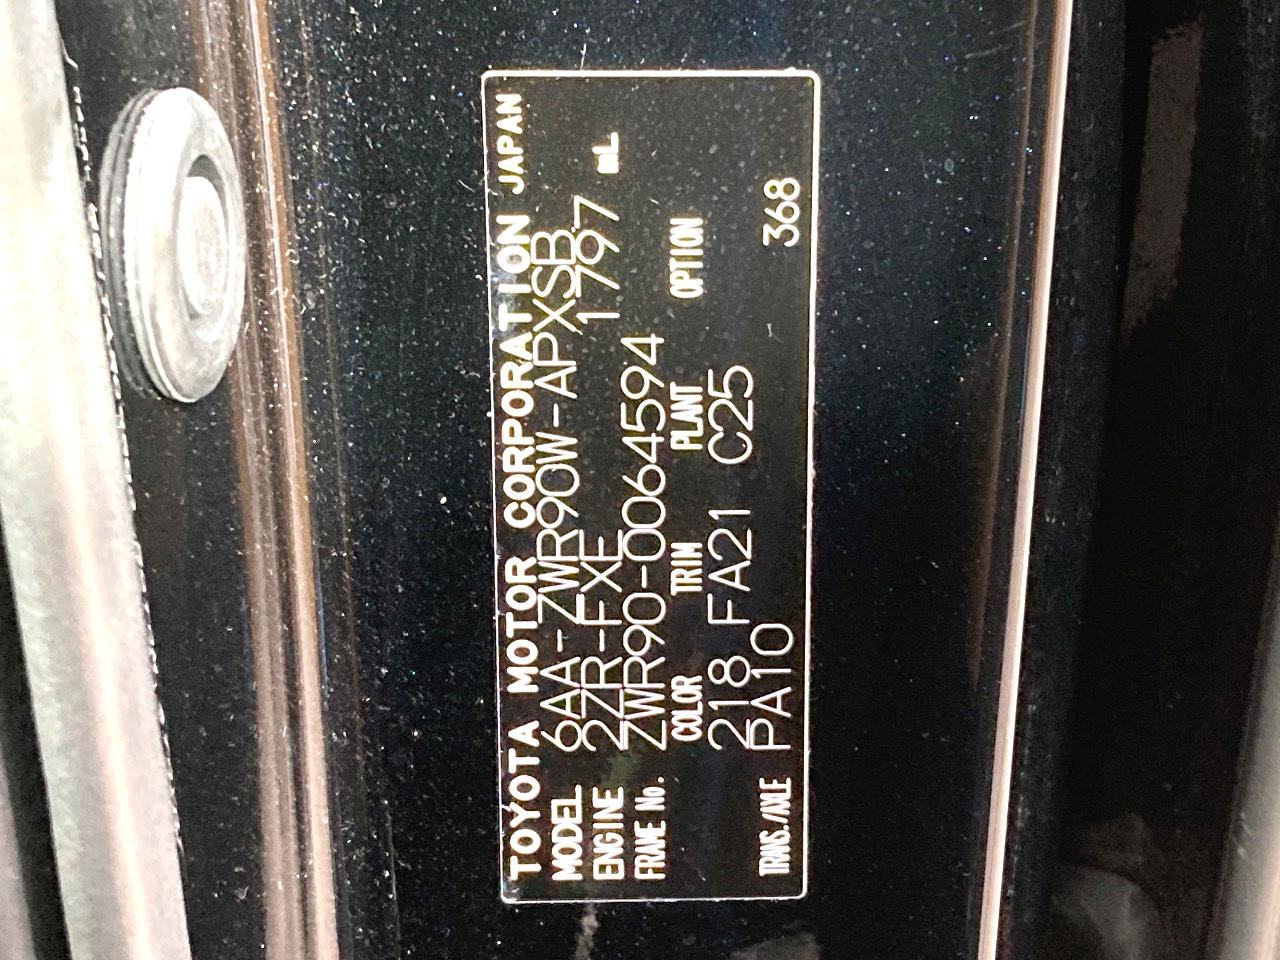 TOYOTA MOTOR CORPORATION JAPAN
MODEL 6AA-ZWR90W-APXSB
ENGINE 2ZR-FXE 1797 mL
FRAME No. ZWR90-0064594
COLOR TRIM PLANT OPTION
218 FA21 C25
TRANS./AXLE PA10 368